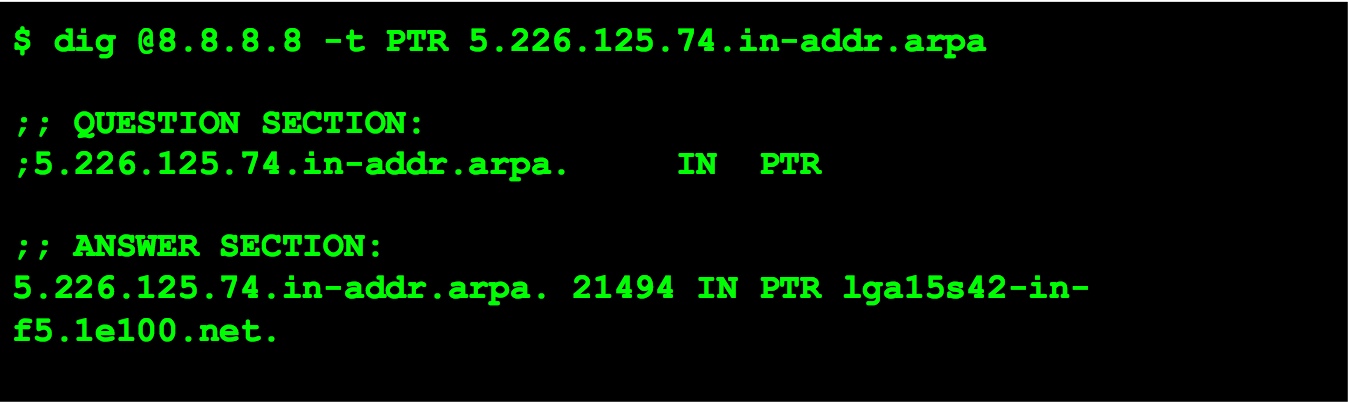 $ dig @8.8.8.8 -t PTR 5.226.125.74.in-addr.arpa
;; QUESTION SECTION:
;5.226.125.74.in-addr.arpa. IN PTR
;; ANSWER SECTION:
5.226.125.74.in-addr.arpa. 21494 IN PTR lga15s42-in-
f5.1e100.net.